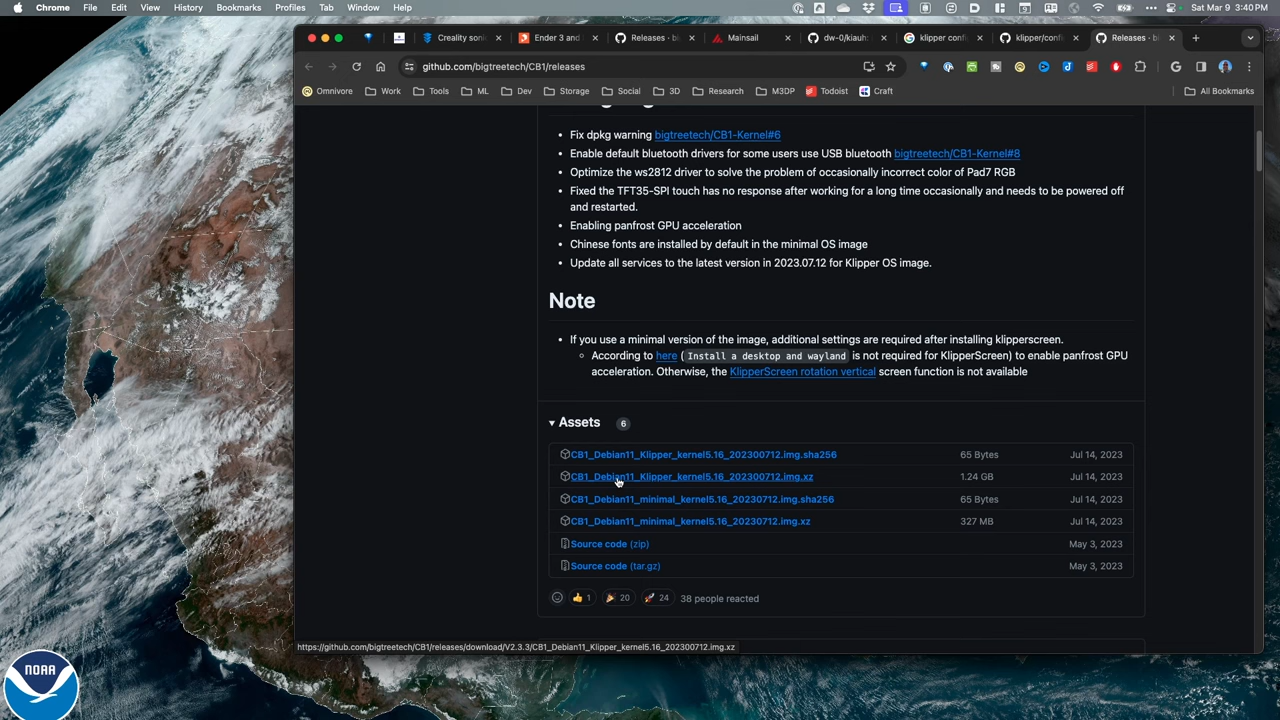 Chrome File Edit View History Bookmarks Profiles Tab Window Help Sat Mar 9 3:40 PM
Creality sonic Ender 3 and Releases · bi Mainsail dw-0/kiauh: klipper confi klipper/confi Releases · bi
github.com/bigtreetech/CB1/releases
Omnivore Work Tools ML Dev Storage Social 3D Research M3DP Todoist Craft All Bookmarks
• Fix dpkg warning bigtreetech/CB1-Kernel#6
• Enable default bluetooth drivers for some users use USB bluetooth bigtreetech/CB1-Kernel#8
• Optimize the ws2812 driver to solve the problem of occasionally incorrect color of Pad7 RGB
• Fixed the TFT35-SPI touch has no response after working for a long time occasionally and needs to be powered off
and restarted.
• Enabling panfrost GPU acceleration
• Chinese fonts are installed by default in the minimal OS image
• Update all services to the latest version in 2023.07.12 for Klipper OS image.
Note
• If you use a minimal version of the image, additional settings are required after installing klipperscreen.
◦ According to here ( Install a desktop and wayland is not required for KlipperScreen) to enable panfrost GPU
acceleration. Otherwise, the KlipperScreen rotation vertical screen function is not available
Assets 6
CB1_Debian11_Klipper_kernel5.16_202300712.img.sha256 65 Bytes Jul 14, 2023
CB1_Debian11_Klipper_kernel5.16_202300712.img.xz 1.24 GB Jul 14, 2023
CB1_Debian11_minimal_kernel5.16_20230712.img.sha256 65 Bytes Jul 14, 2023
CB1_Debian11_minimal_kernel5.16_20230712.img.xz 327 MB Jul 14, 2023
Source code (zip) May 3, 2023
Source code (tar.gz) May 3, 2023
👍 1 🎉 20 🚀 24 38 people reacted
https://github.com/bigtreetech/CB1/releases/download/V2.3.3/CB1_Debian11_Klipper_kernel5.16_202300712.img.xz
NOAA